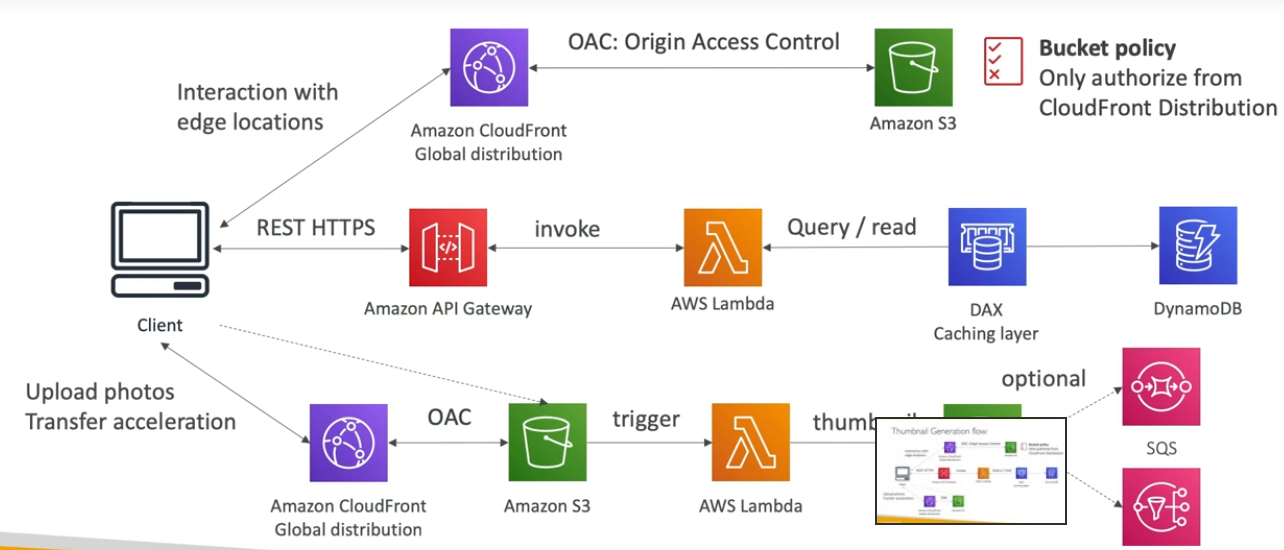 OAC: Origin Access Control
Bucket policy
Only authorize from
CloudFront Distribution
Interaction with
edge locations
Amazon CloudFront
Global distribution
Amazon S3
REST HTTPS
invoke
Query / read
Amazon API Gateway
AWS Lambda
DAX
Caching layer
DynamoDB
Client
Upload photos
Transfer acceleration
OAC
trigger
optional
Amazon CloudFront
Global distribution
Amazon S3
AWS Lambda
SQS
Thumbnail Generation flow